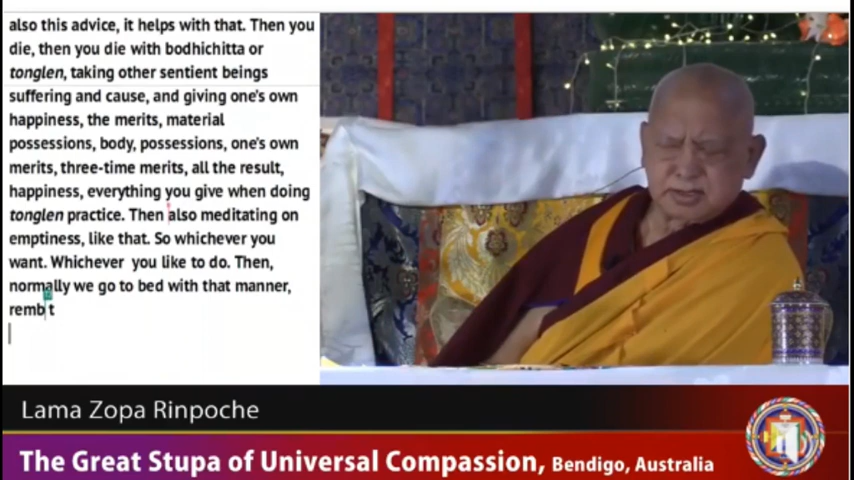 also this advice, it helps with that. Then you
die, then you die with bodhichitta or
tonglen, taking other sentient beings
suffering and cause, and giving one's own
happiness, the merits, material
possessions, body, possessions, one's own
merits, three-time merits, all the result,
happiness, everything you give when doing
tonglen practice. Then also meditating on
emptiness, like that. So whichever you
want. Whichever you like to do. Then,
normally we go to bed with that manner,
remb t
Lama Zopa Rinpoche
The Great Stupa of Universal Compassion, Bendigo, Australia